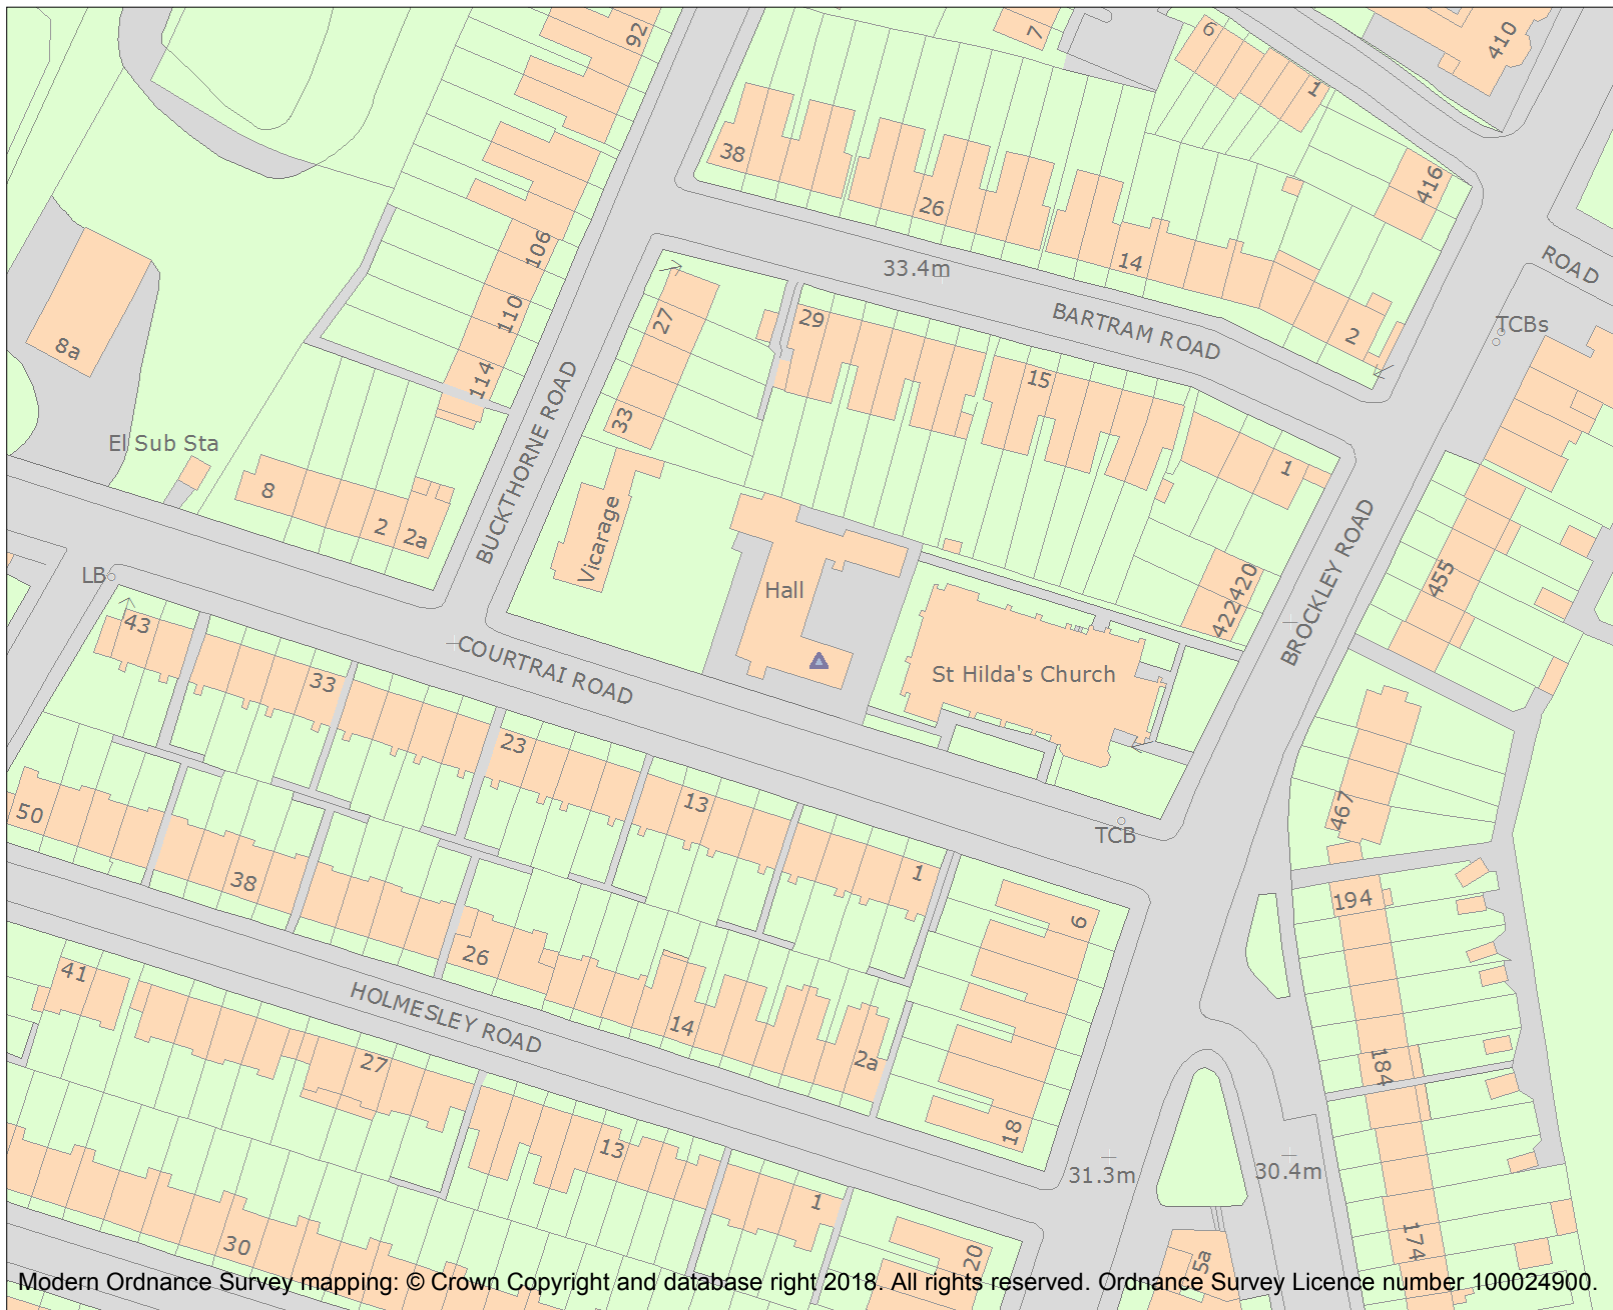 92
7
6
410
1
38
26
416
106
33.4m
14
ROAD
110
27
29
BARTRAM ROAD
2
TCBs
8a
114
15
33
El Sub Sta
BUCKTHORNE ROAD
1
8
2
2a
Vicarage
Hall
420
422
455
BROCKLEY ROAD
LB
43
COURTRAI ROAD
St Hilda's Church
33
23
13
467
50
TCB
38
1
194
26
6
41
HOLMESLEY ROAD
14
2a
27
184
13
18
31.3m
30.4m
1
30
20
5a
174
Modern Ordnance Survey mapping: © Crown Copyright and database right 2018. All rights reserved. Ordnance Survey Licence number 100024900.